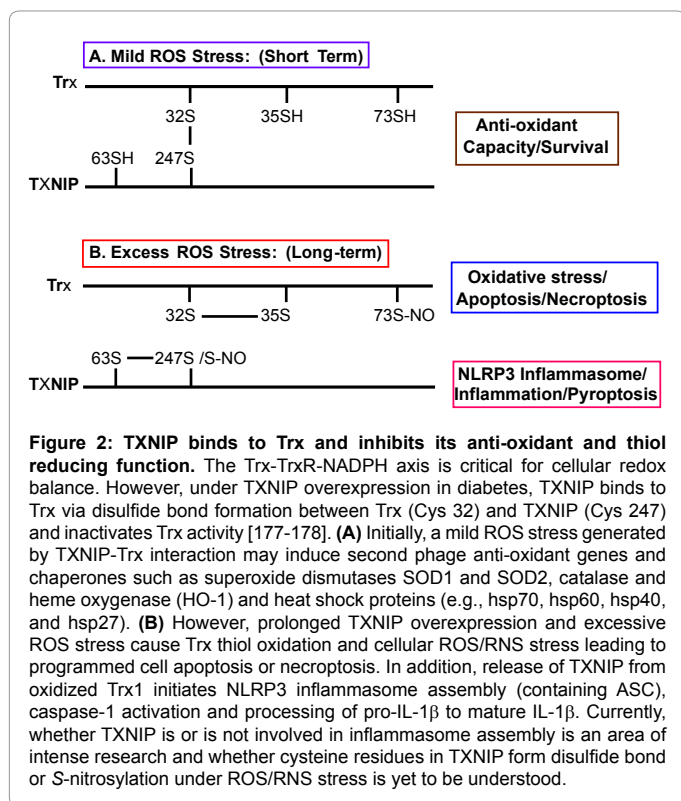 A. Mild ROS Stress: (Short Term)
Trx
32S 35SH 73SH
Anti-oxidant
Capacity/Survival
63SH 247S
TXNIP
B. Excess ROS Stress: (Long-term)
Trx
Oxidative stress/
Apoptosis/Necroptosis
32S 35S 73S-NO
63S 247S /S-NO
TXNIP
NLRP3 Inflammasome/
Inflammation/Pyroptosis
Figure 2: TXNIP binds to Trx and inhibits its anti-oxidant and thiol
reducing function. The Trx-TrxR-NADPH axis is critical for cellular redox
balance. However, under TXNIP overexpression in diabetes, TXNIP binds to
Trx via disulfide bond formation between Trx (Cys 32) and TXNIP (Cys 247)
and inactivates Trx activity [177-178]. (A) Initially, a mild ROS stress generated
by TXNIP-Trx interaction may induce second phage anti-oxidant genes and
chaperones such as superoxide dismutases SOD1 and SOD2, catalase and
heme oxygenase (HO-1) and heat shock proteins (e.g., hsp70, hsp60, hsp40,
and hsp27). (B) However, prolonged TXNIP overexpression and excessive
ROS stress cause Trx thiol oxidation and cellular ROS/RNS stress leading to
programmed cell apoptosis or necroptosis. In addition, release of TXNIP from
oxidized Trx1 initiates NLRP3 inflammasome assembly (containing ASC),
caspase-1 activation and processing of pro-IL-1β to mature IL-1β. Currently,
whether TXNIP is or is not involved in inflammasome assembly is an area of
intense research and whether cysteine residues in TXNIP form disulfide bond
or S-nitrosylation under ROS/RNS stress is yet to be understood.